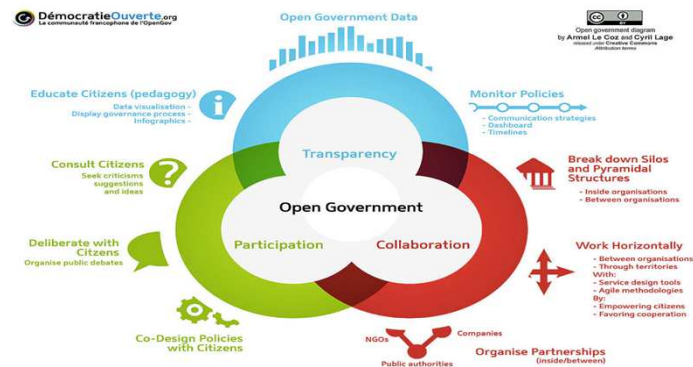 DémocratieOuverte.org
La communauté francophone de l'OpenGov
Open Government Data
Open government diagram
by Armel Le Coz and Cyril Lage
released under Creative Commons
Attribution terms
Educate Citizens (pedagogy)
Data visualisation -
Display governance process -
Infographics -
Monitor Policies
- Communication strategies
- Dashboard
- Timelines
Transparency
Consult Citizens
Seek criticisms
suggestions
and ideas
Break down Silos
and Pyramidal
Structures
- Inside organisations
- Between organisations
Open Government
Participation
Collaboration
Deliberate with
Citzens
Organise public debates
Work Horizontally
- Between organisations
- Through territories
With:
- Service design tools
- Agile methodologies
By:
- Empowering citizens
- Favoring cooperation
Co-Design Policies
with Citizens
NGOs
Companies
Public authorities
Organise Partnerships
(inside/between)